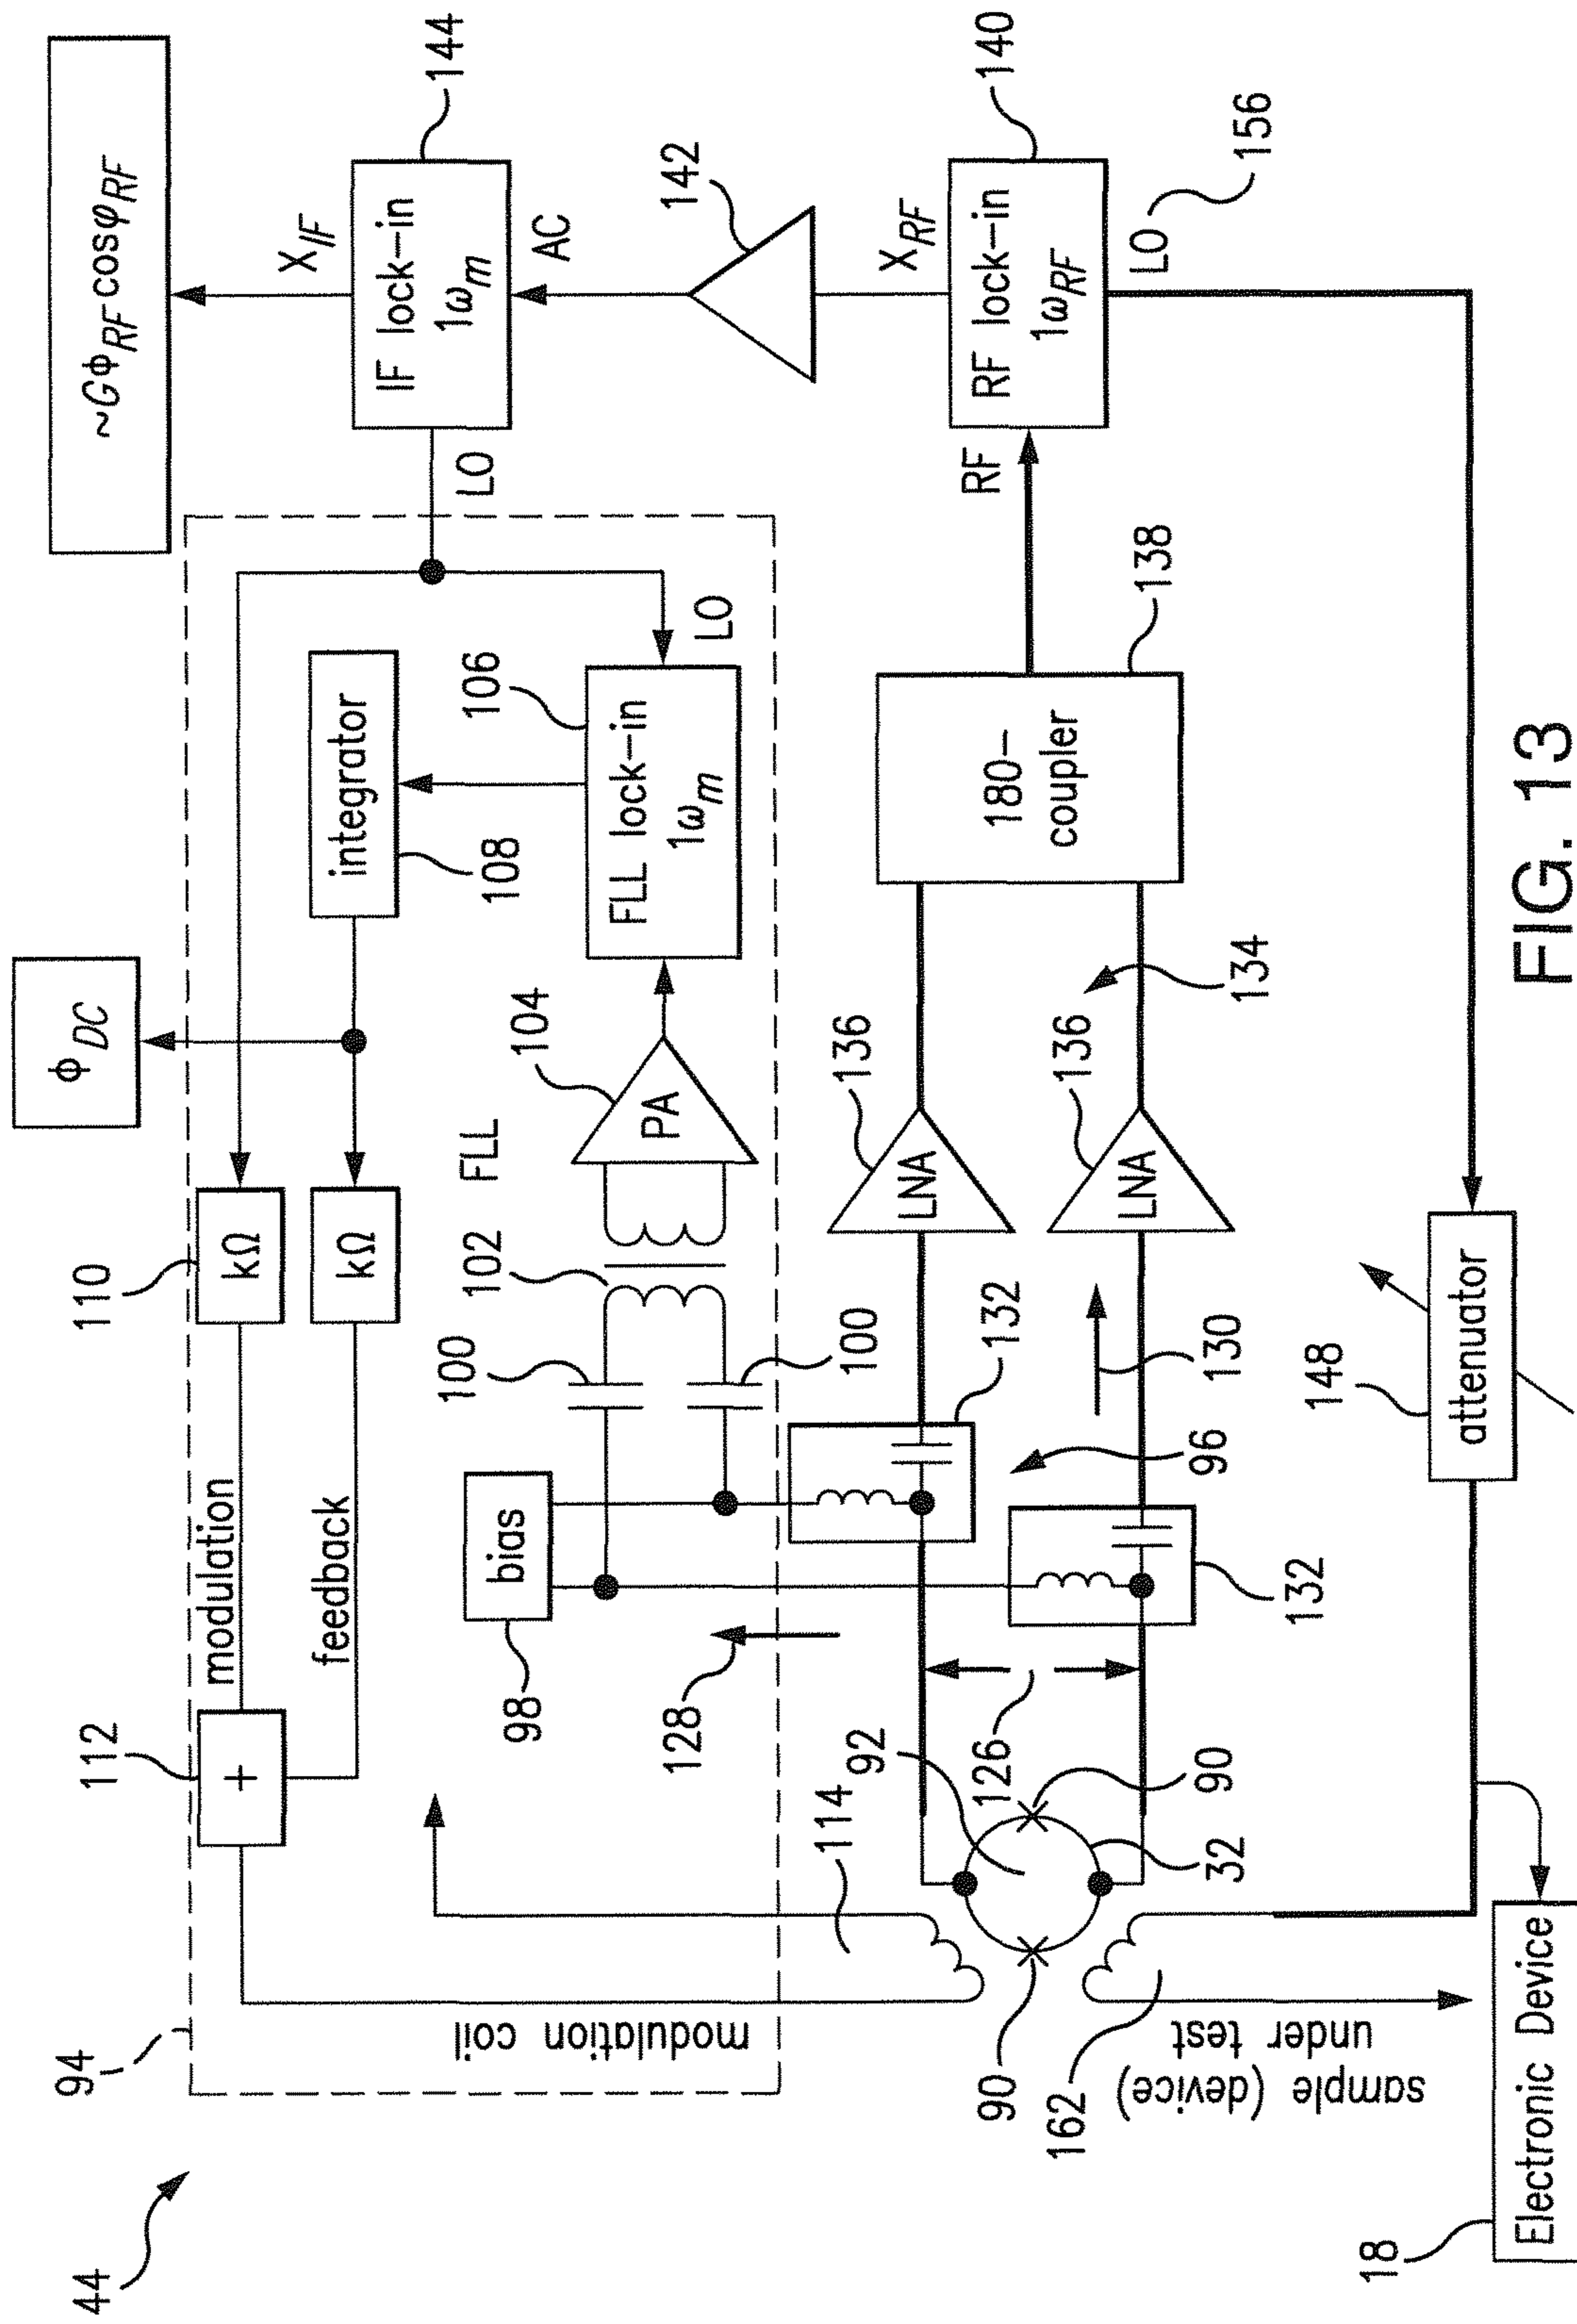 44
94
112
110
ΦDC
~GΦRFcosφRF
+
modulation
kΩ
feedback
kΩ
integrator
108
XIF
144
IF lock-in
1ωm
LO
AC
98
bias
100
102
FLL
104
PA
106
FLL lock-in
1ωm
LO
100
142
modulation coil
128
114
92
132
136
LNA
XRF
90
126
90
32
96
130
132
136
LNA
134
180-
coupler
138
RF
RF lock-in
1ωRF
140
LO
156
162
sample (device)
under test
148
attenuator
18
Electronic Device
FIG. 13